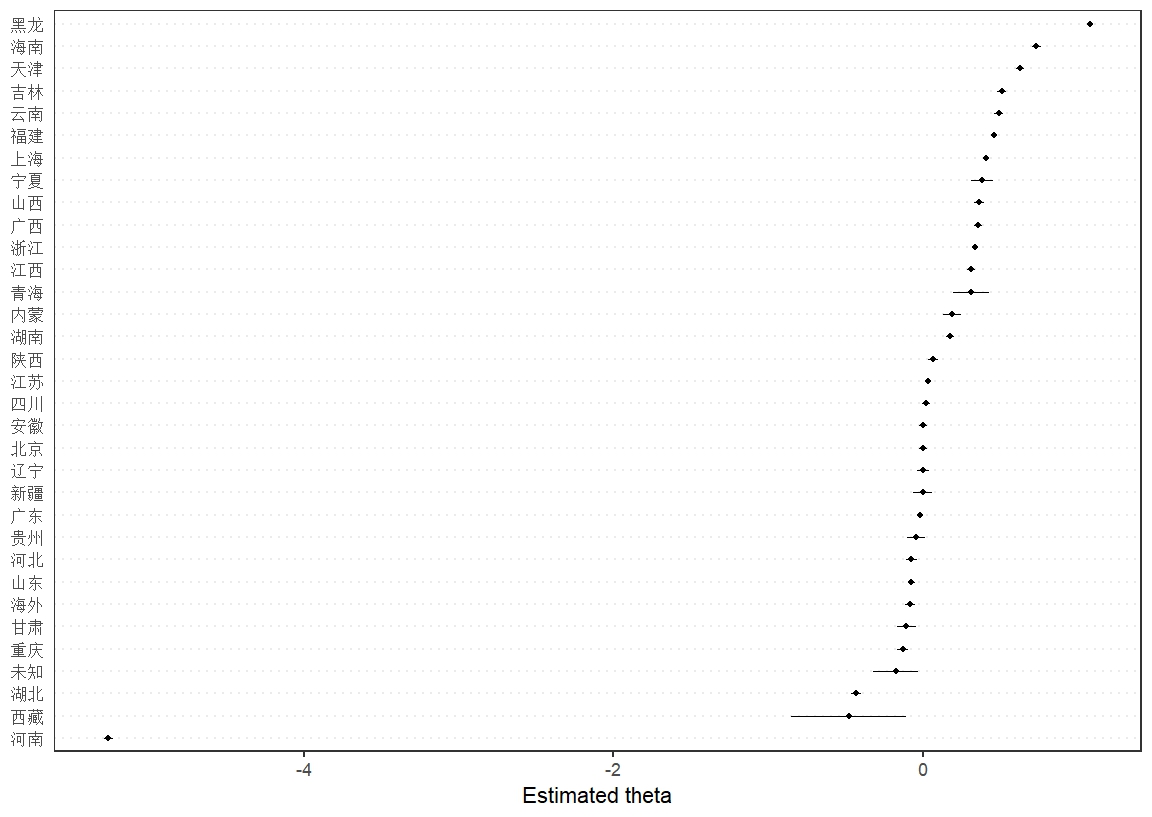 黑龙
海南
天津
吉林
云南
福建
上海
宁夏
山西
广西
浙江
江西
青海
内蒙
湖南
陕西
江苏
四川
安徽
北京
辽宁
新疆
广东
贵州
河北
山东
海外
甘肃
重庆
未知
湖北
西藏
河南
-4 -2 0
Estimated theta